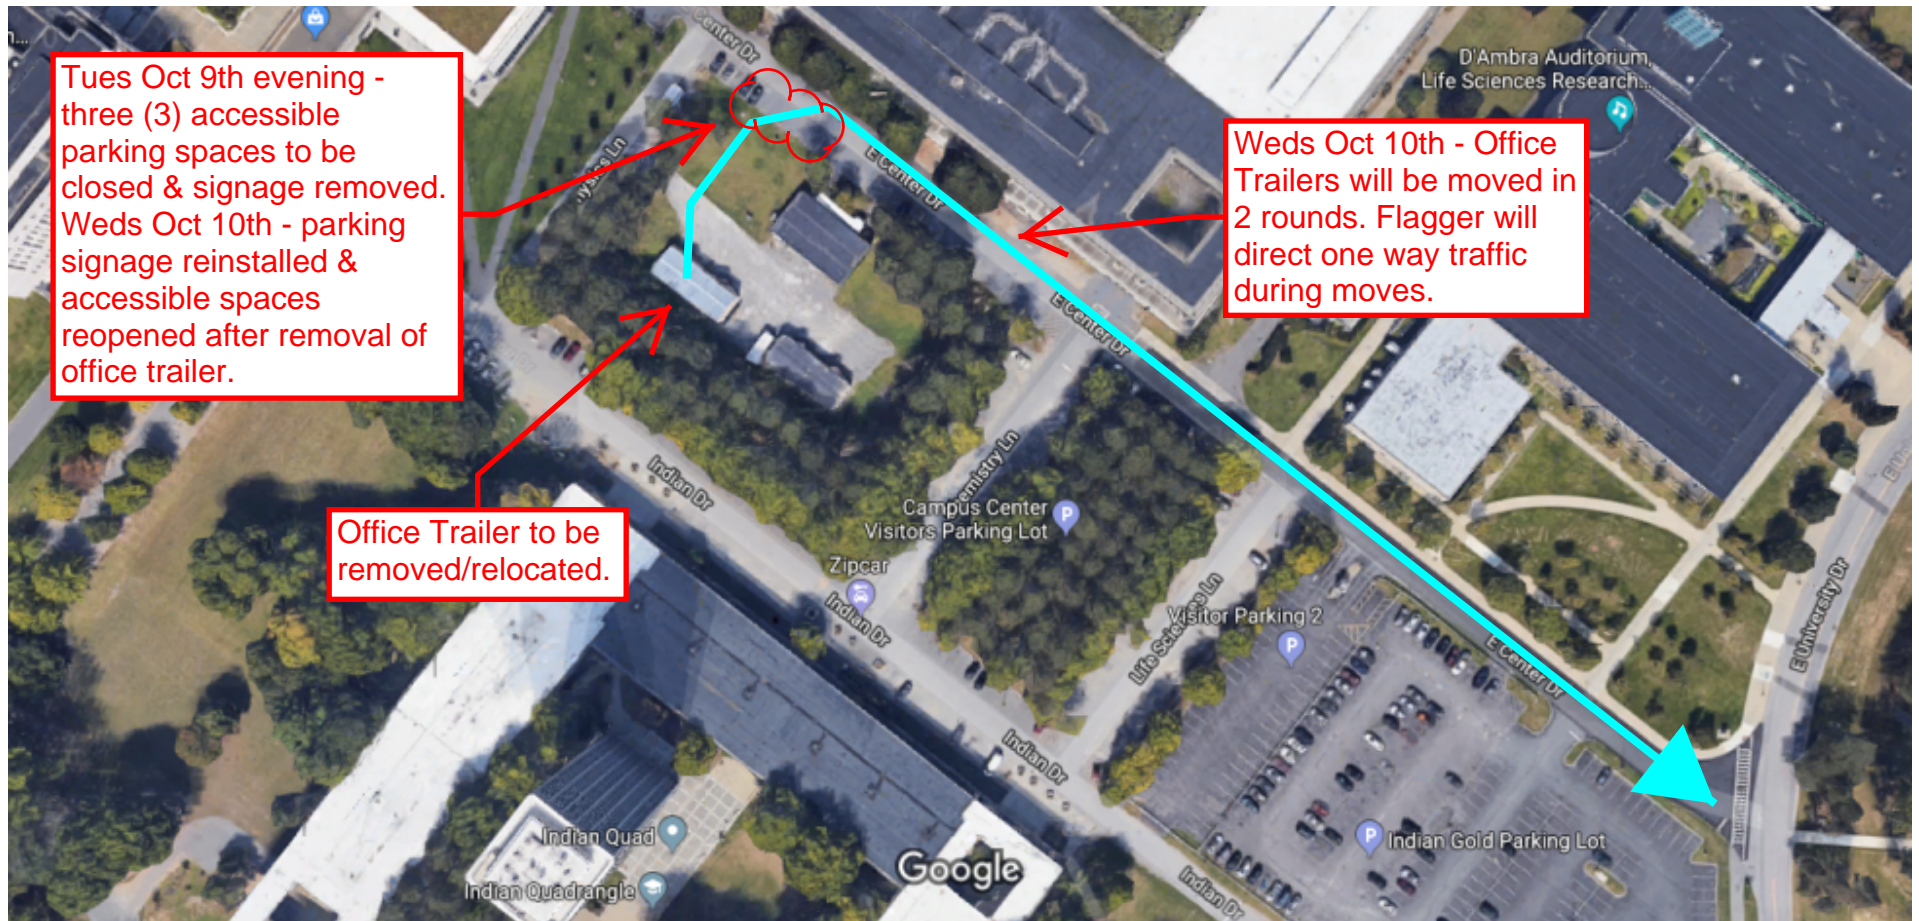 E Center Dr
D'Ambra Auditorium,
Life Sciences Research...
Tues Oct 9th evening -
three (3) accessible
parking spaces to be
closed & signage removed.
Weds Oct 10th - parking
signage reinstalled &
accessible spaces
reopened after removal of
office trailer.
Weds Oct 10th - Office
Trailers will be moved in
2 rounds. Flagger will
direct one way traffic
during moves.
E Center Dr
E Center Dr
Indian Dr
Office Trailer to be
removed/relocated.
Campus Center
Visitors Parking Lot
P
Zipcar
Indian Dr
Life Sciences Ln
Visitor Parking 2
P
E Center Dr
E University Dr
Indian Dr
Indian Quad
Indian Quadrangle
Google
P
Indian Gold Parking Lot
Indian Dr